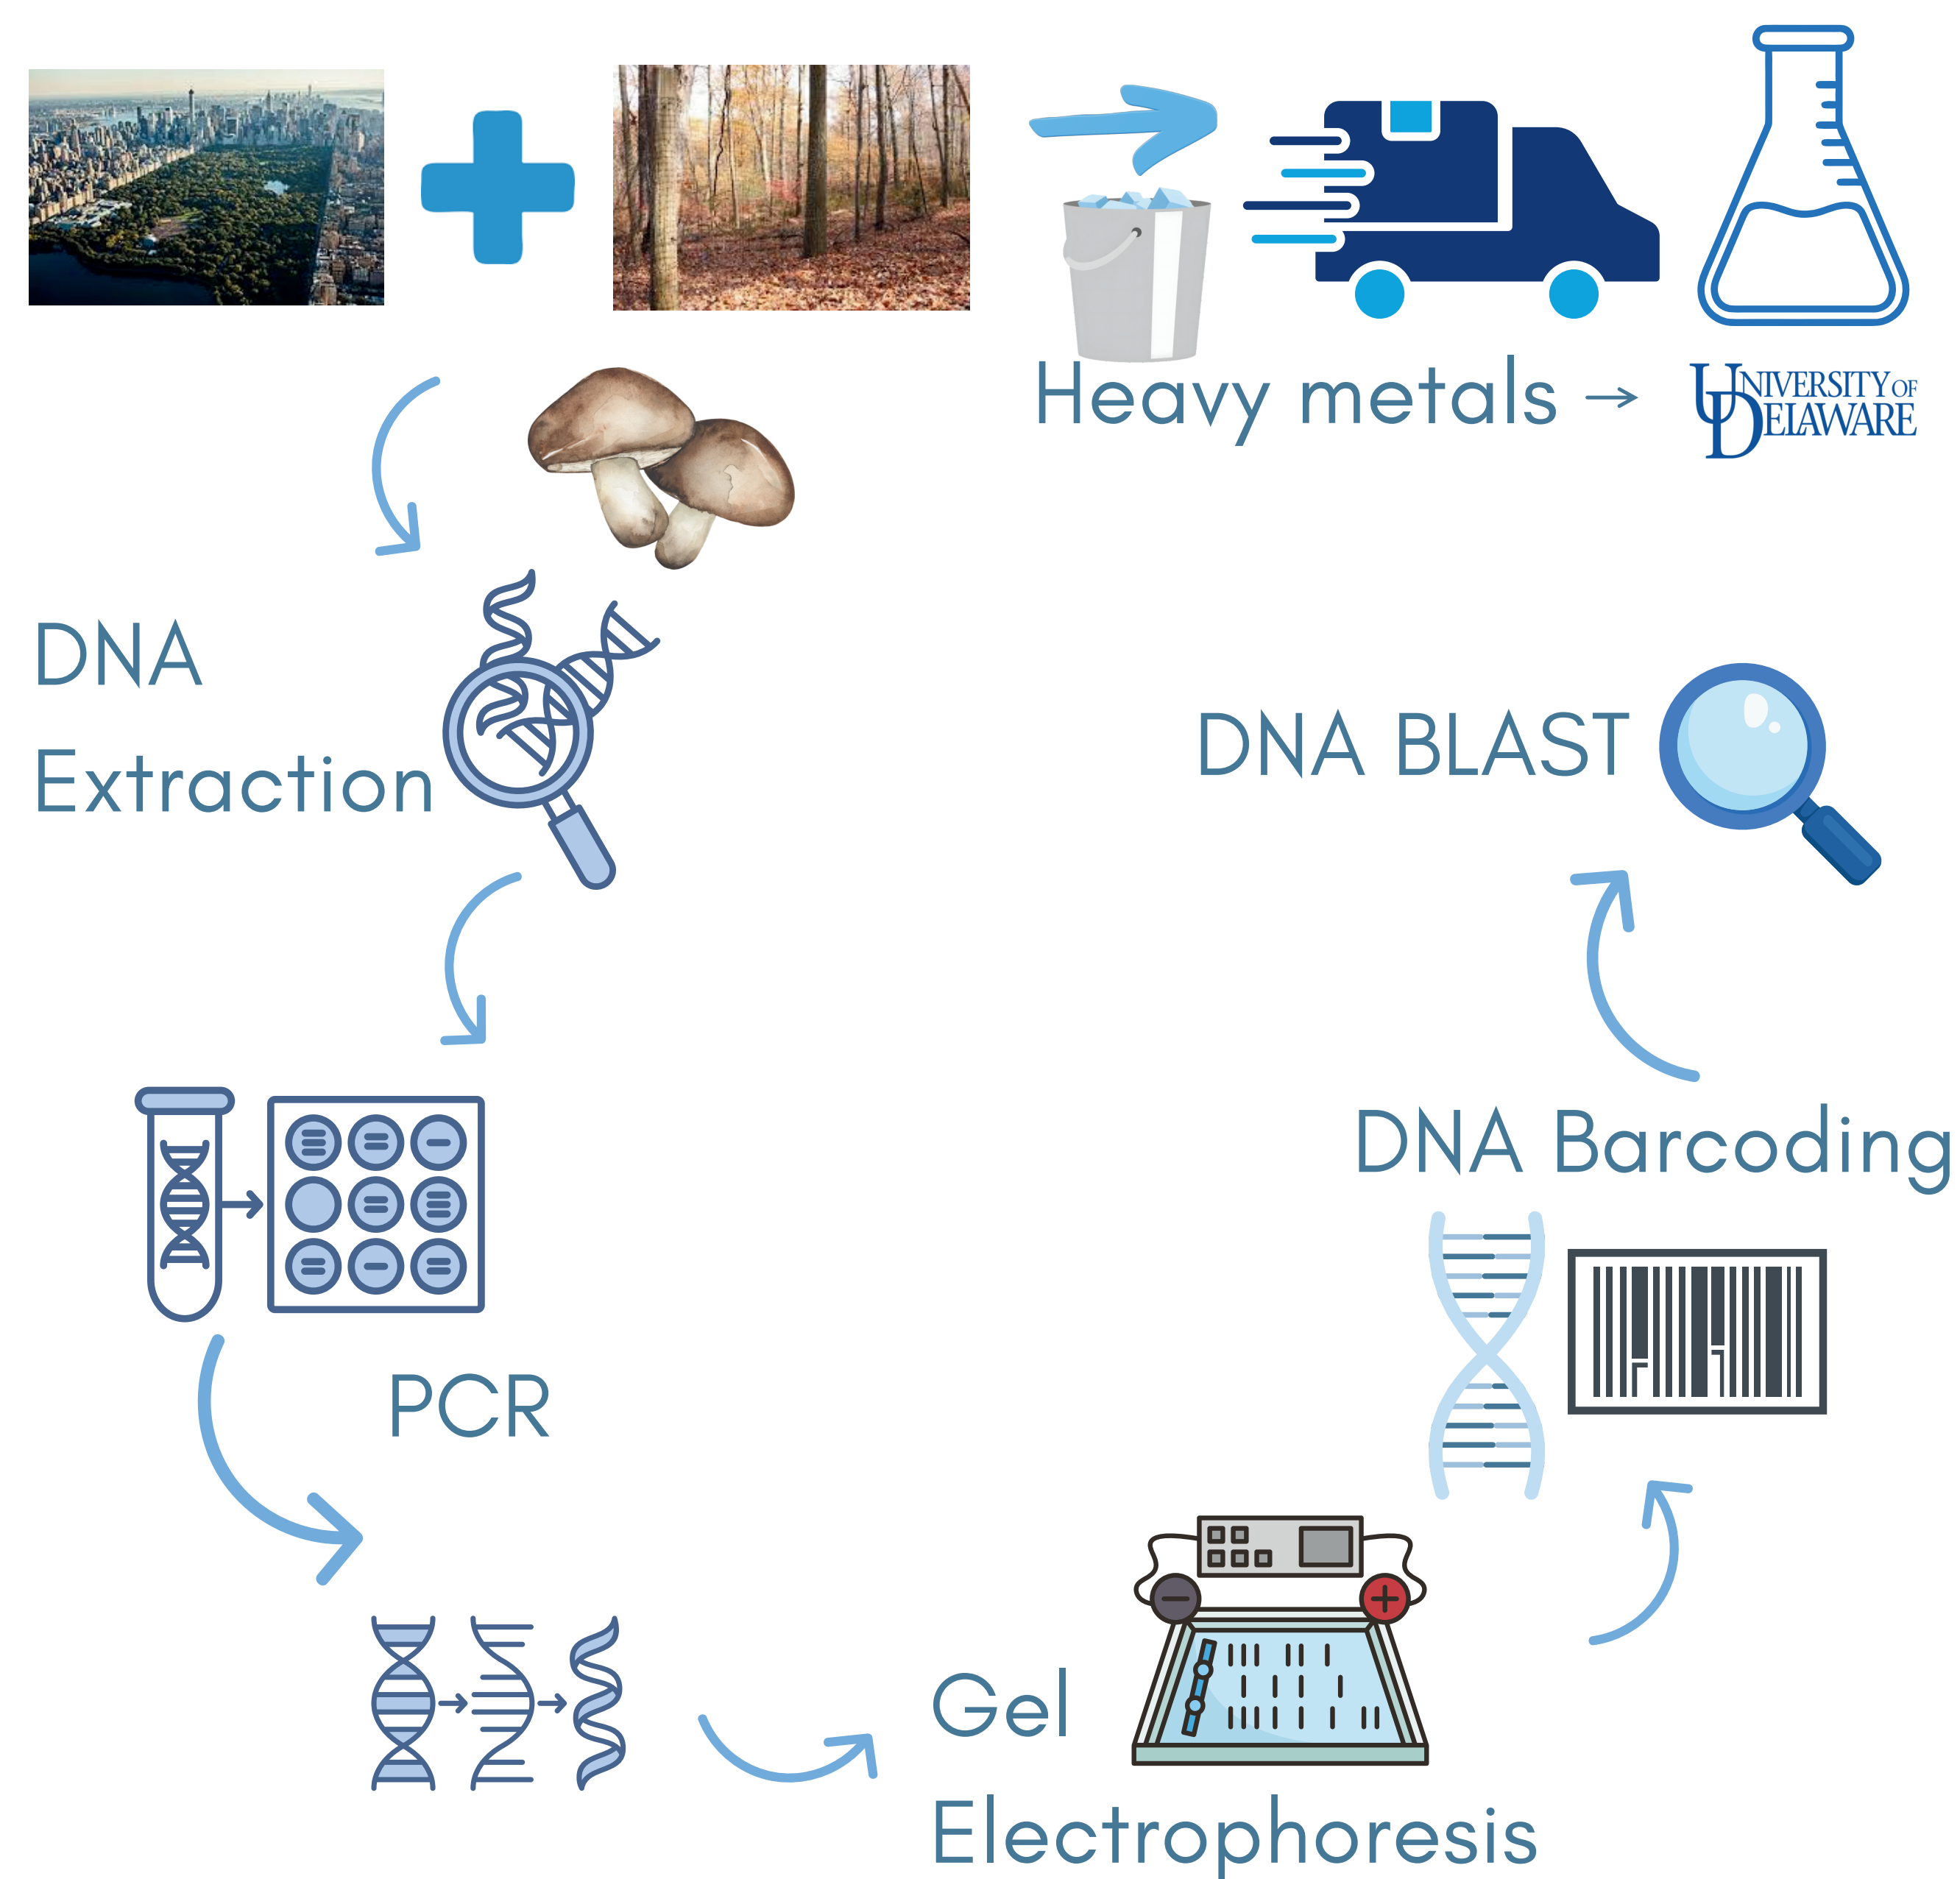 Heavy metals →
UNIVERSITY OF
DELAWARE
DNA
Extraction
DNA BLAST
DNA Barcoding
PCR
Gel
Electrophoresis